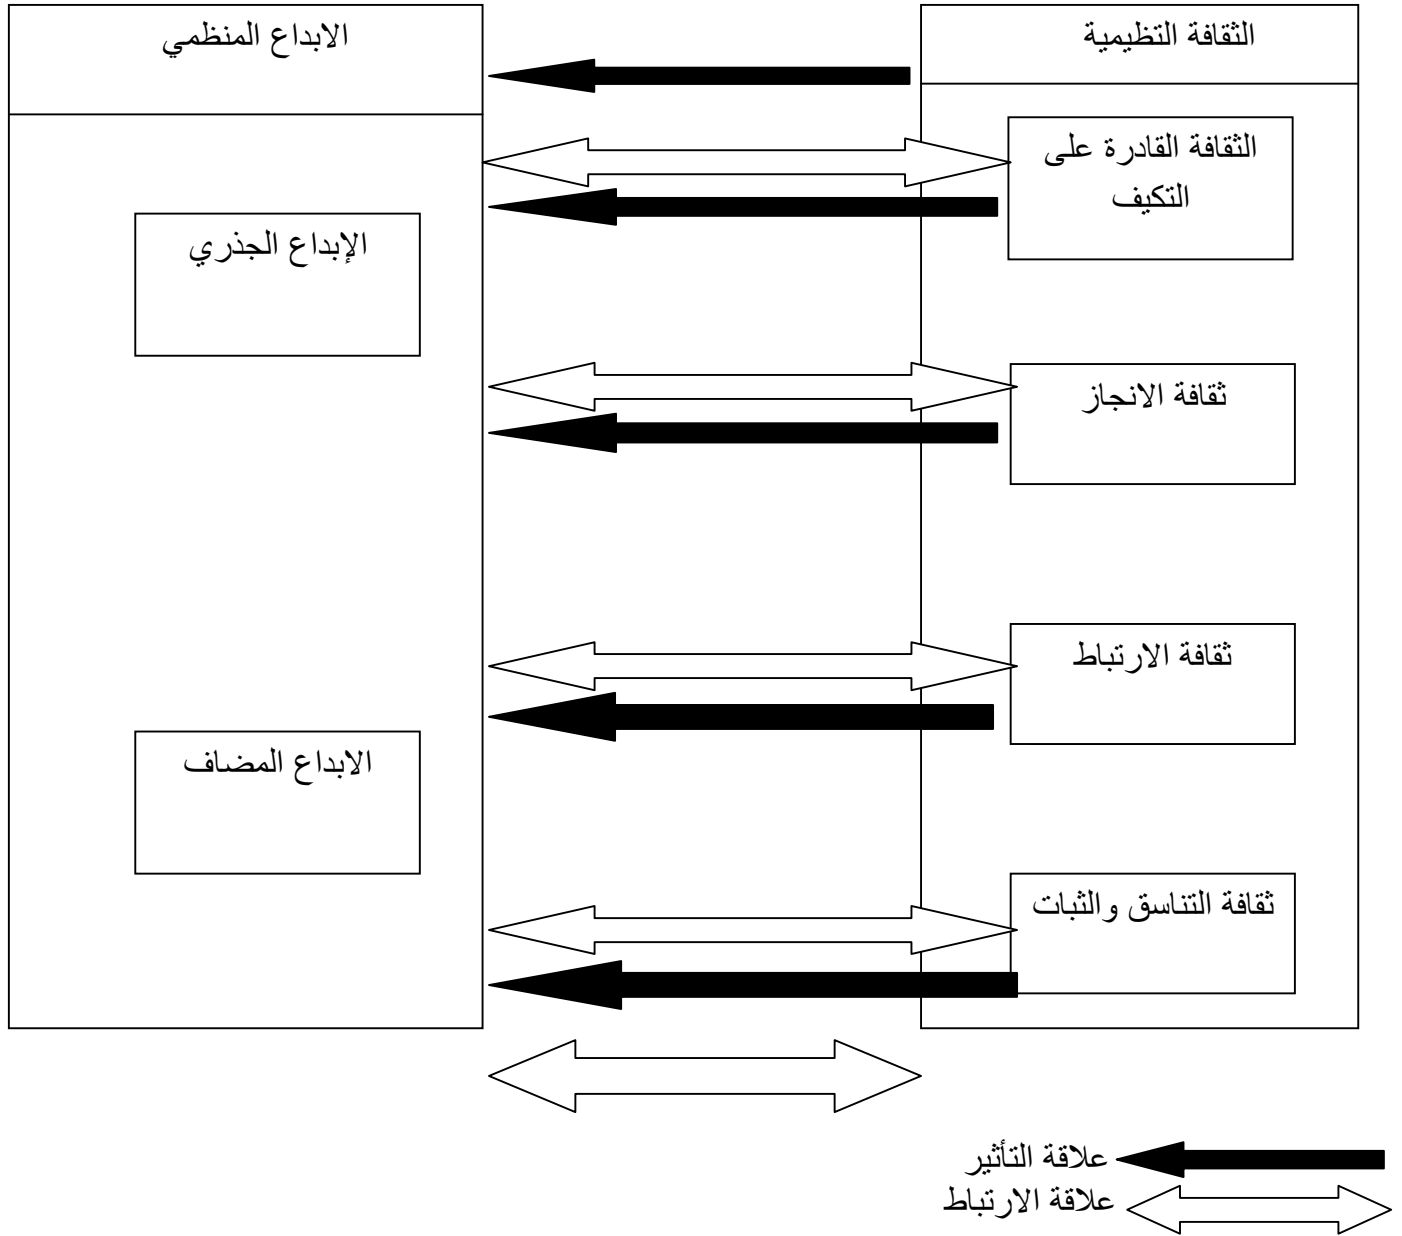 الثقافة التظيمية
الابداع المنظمي
الثقافة القادرة على
التكيف
الإبداع الجذري
ثقافة الانجاز
ثقافة الارتباط
الابداع المضاف
ثقافة التناسق والثبات
علاقة التأثير
علاقة الارتباط